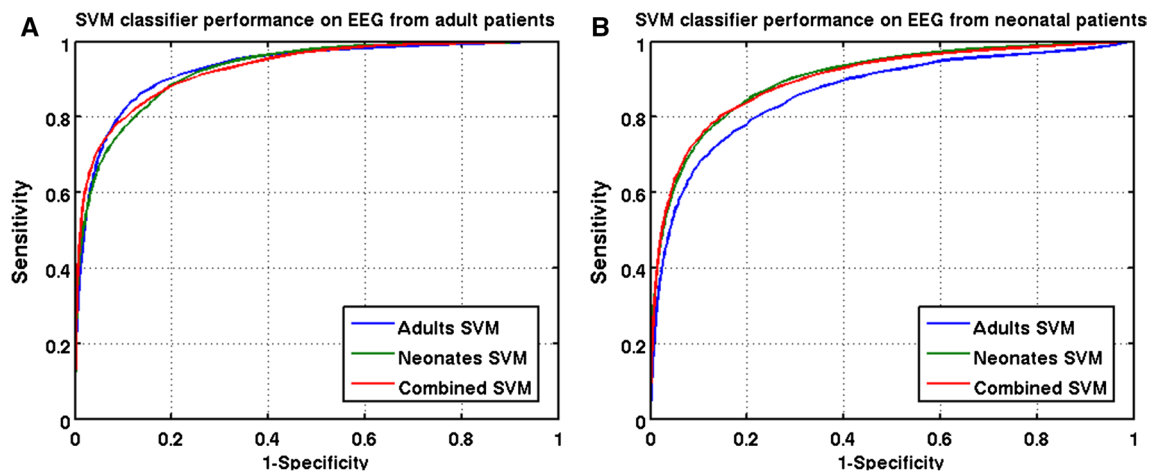 A
SVM classifier performance on EEG from adult patients
Sensitivity
1
0.8
0.6
0.4
0.2
0
0 0.2 0.4 0.6 0.8 1
1-Specificity
Adults SVM
Neonates SVM
Combined SVM
B
SVM classifier performance on EEG from neonatal patients
Sensitivity
1
0.8
0.6
0.4
0.2
0
0 0.2 0.4 0.6 0.8 1
1-Specificity
Adults SVM
Neonates SVM
Combined SVM